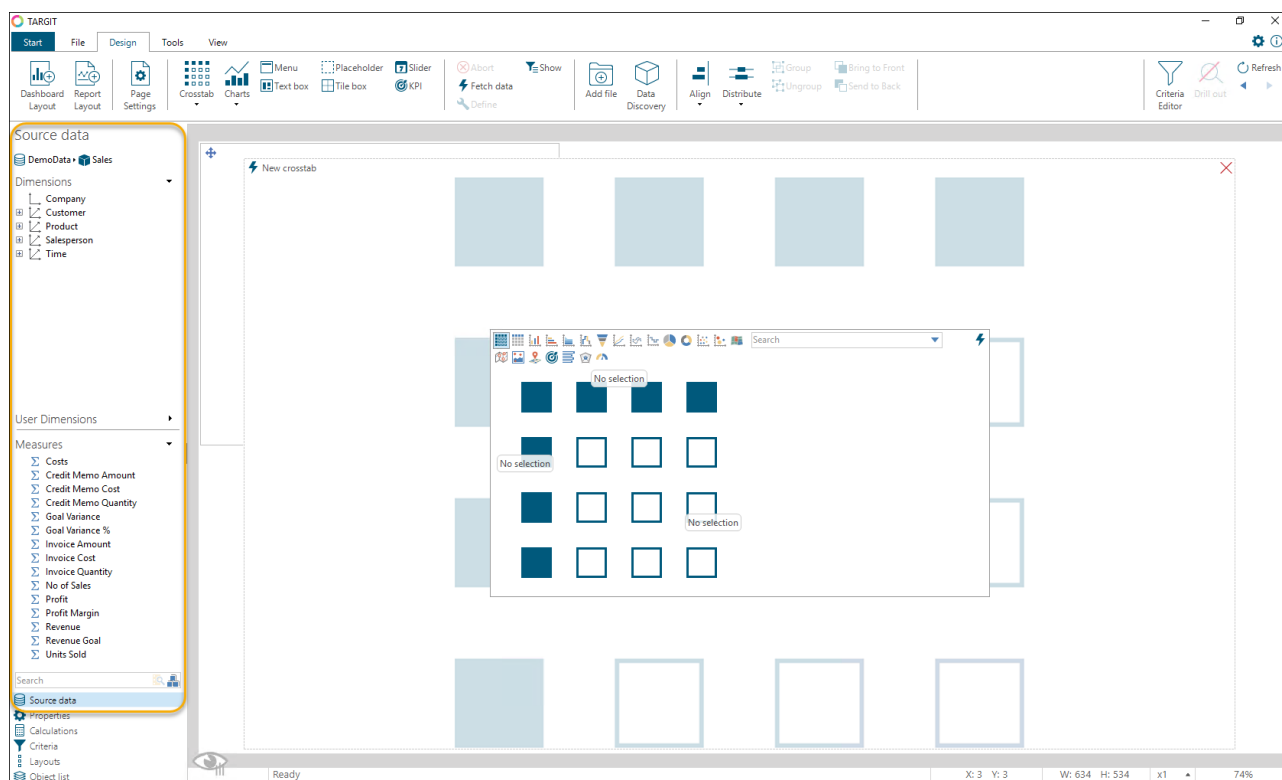 TARGIT
Start File Design Tools View
Dashboard Layout
Report Layout
Page Settings
Crosstab
Charts
Menu
Text box
Placeholder
Tile box
Slider
KPI
Abort
Fetch data
Define
Show
Add file
Data Discovery
Align
Distribute
Group
Ungroup
Bring to Front
Send to Back
Criteria Editor
Drill out
Refresh
Source data
DemoData Sales
Dimensions
Company
Customer
Product
Salesperson
Time
User Dimensions
Measures
Costs
Credit Memo Amount
Credit Memo Cost
Credit Memo Quantity
Goal Variance
Goal Variance %
Invoice Amount
Invoice Cost
Invoice Quantity
No of Sales
Profit
Profit Margin
Revenue
Revenue Goal
Units Sold
Search
Source data
Properties
Calculations
Criteria
Layouts
Object list
New crosstab
Search
No selection
No selection
No selection
Ready
X: 3 Y: 3 W: 634 H: 534 x1 74%